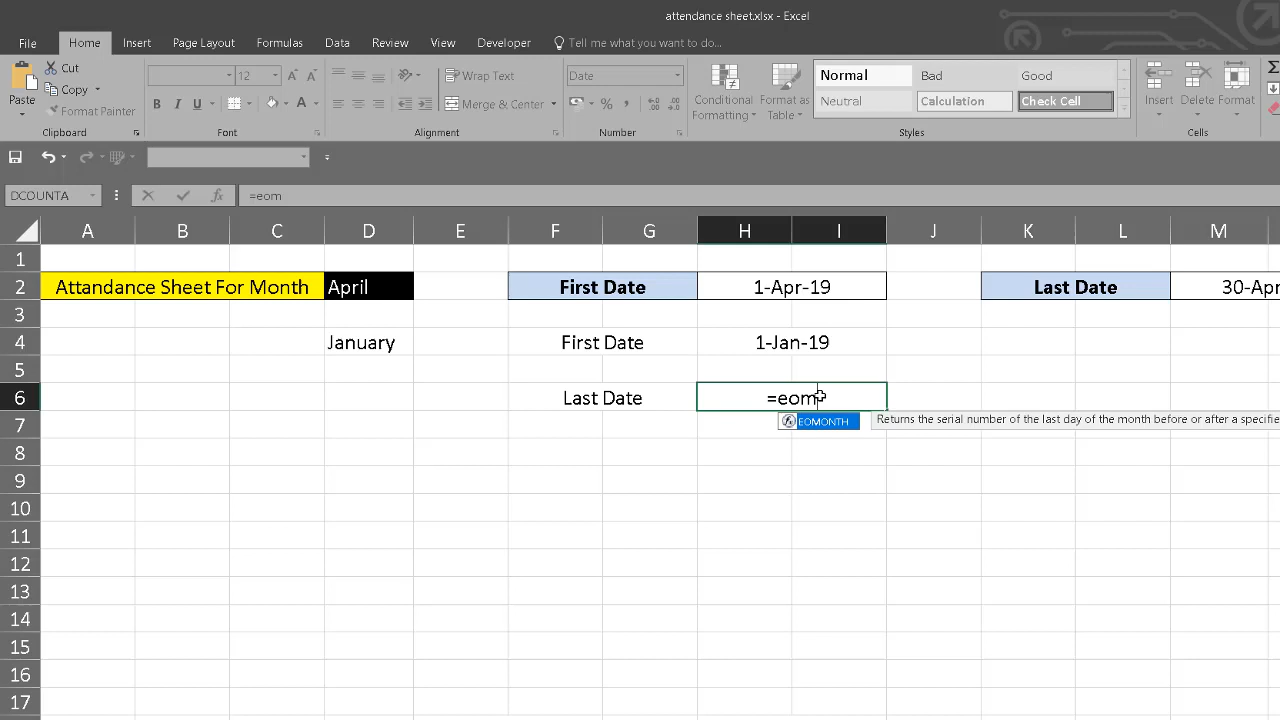 attendance sheet.xlsx - Excel
File Home Insert Page Layout Formulas Data Review View Developer Tell me what you want to do...
Cut
Copy
Format Painter
Paste
12
Wrap Text
Merge & Center
Date
Conditional Formatting
Format as Table
Normal Bad Good
Neutral Calculation Check Cell
Insert Delete Format
Clipboard Font Alignment Number Styles Cells
DCOUNTA =eom
A B C D E F G H I J K L M
1
2 Attandance Sheet For Month April First Date 1-Apr-19 Last Date 30-Apr
3
4 January First Date 1-Jan-19
5
6 Last Date =eom
EOMONTH Returns the serial number of the last day of the month before or after a specifie
7
8
9
10
11
12
13
14
15
16
17